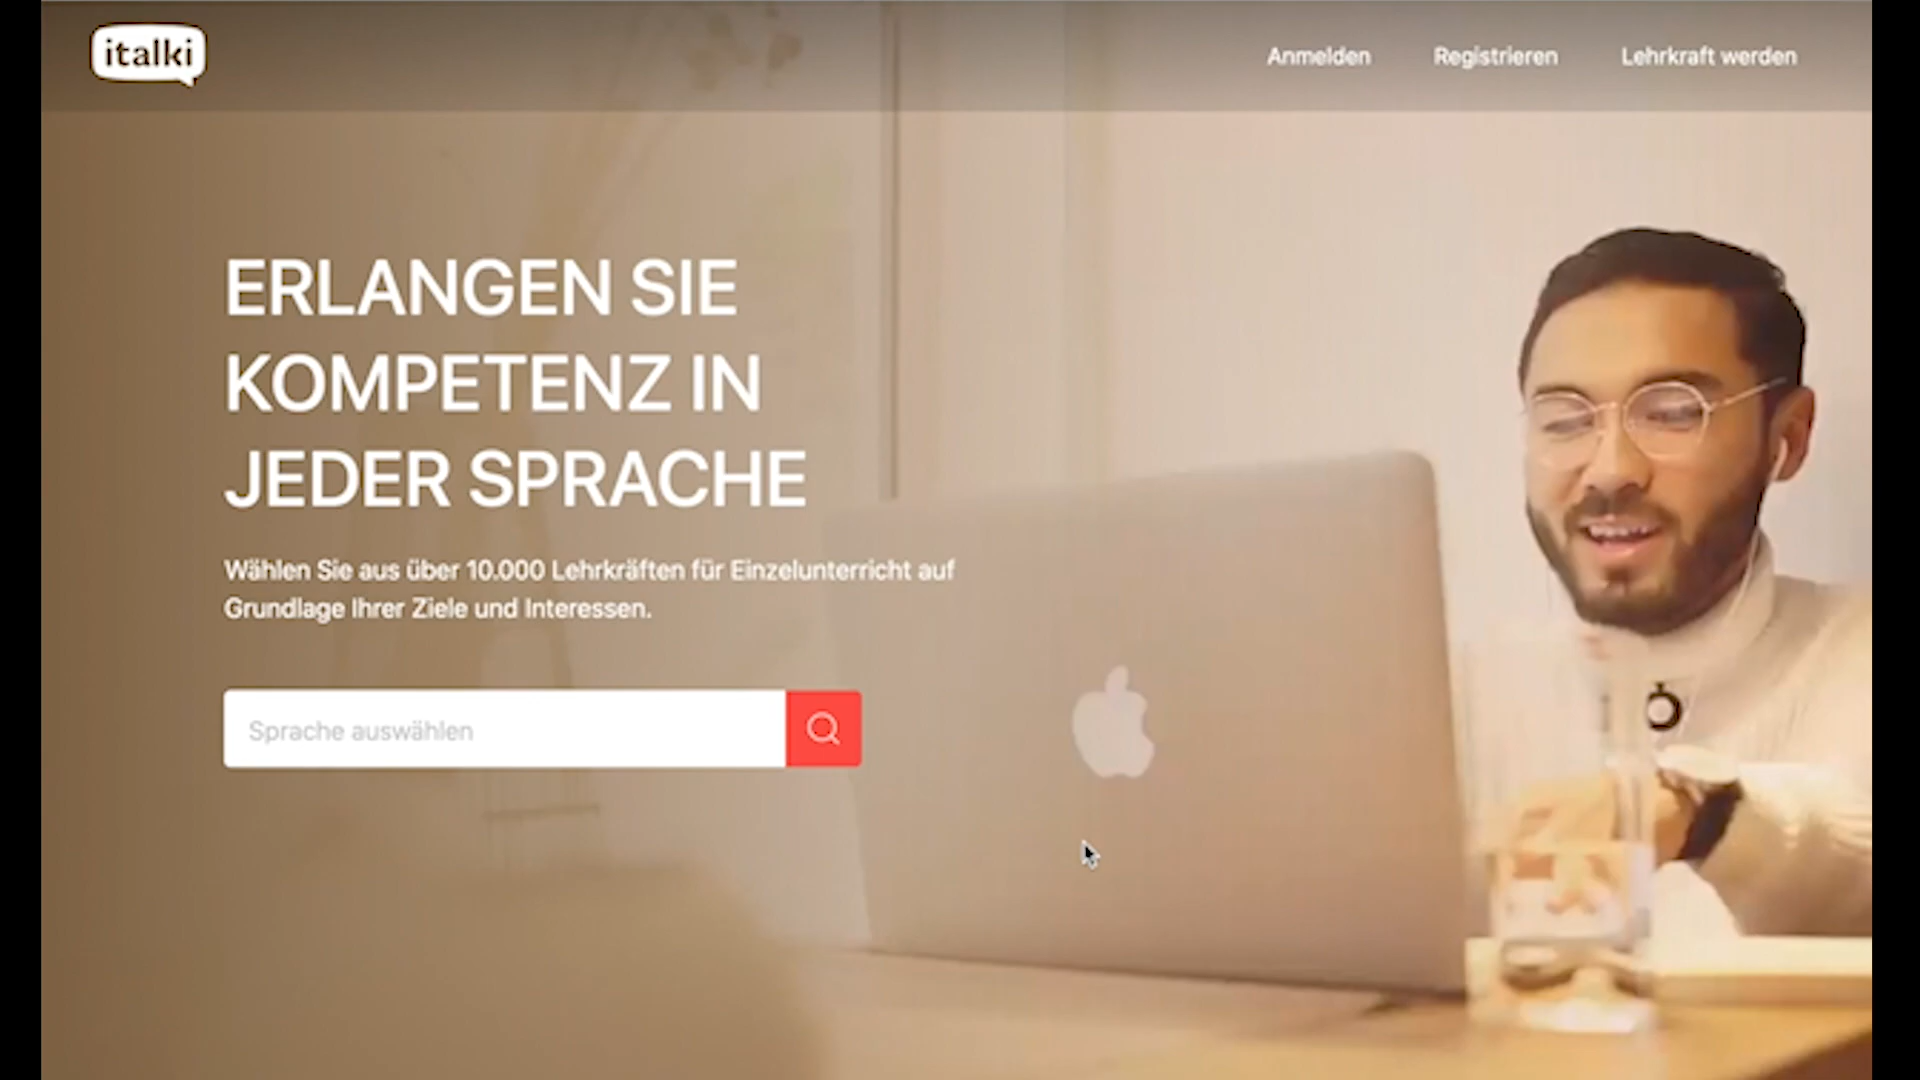 italki
Anmelden
Registrieren
Lehrkraft werden
ERLANGEN SIE
KOMPETENZ IN
JEDER SPRACHE
Wählen Sie aus über 10.000 Lehrkräften für Einzelunterricht auf
Grundlage Ihrer Ziele und Interessen.
Sprache auswählen